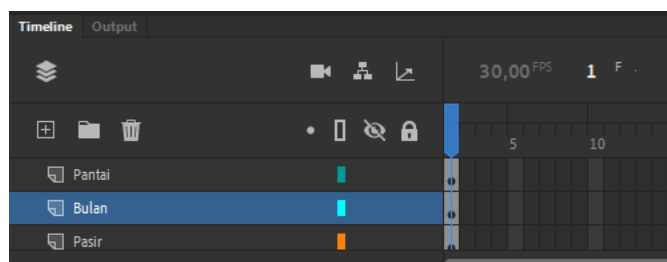 Timeline Output
30,00 FPS 1 F
5 10
Pantai
Bulan
Pasir